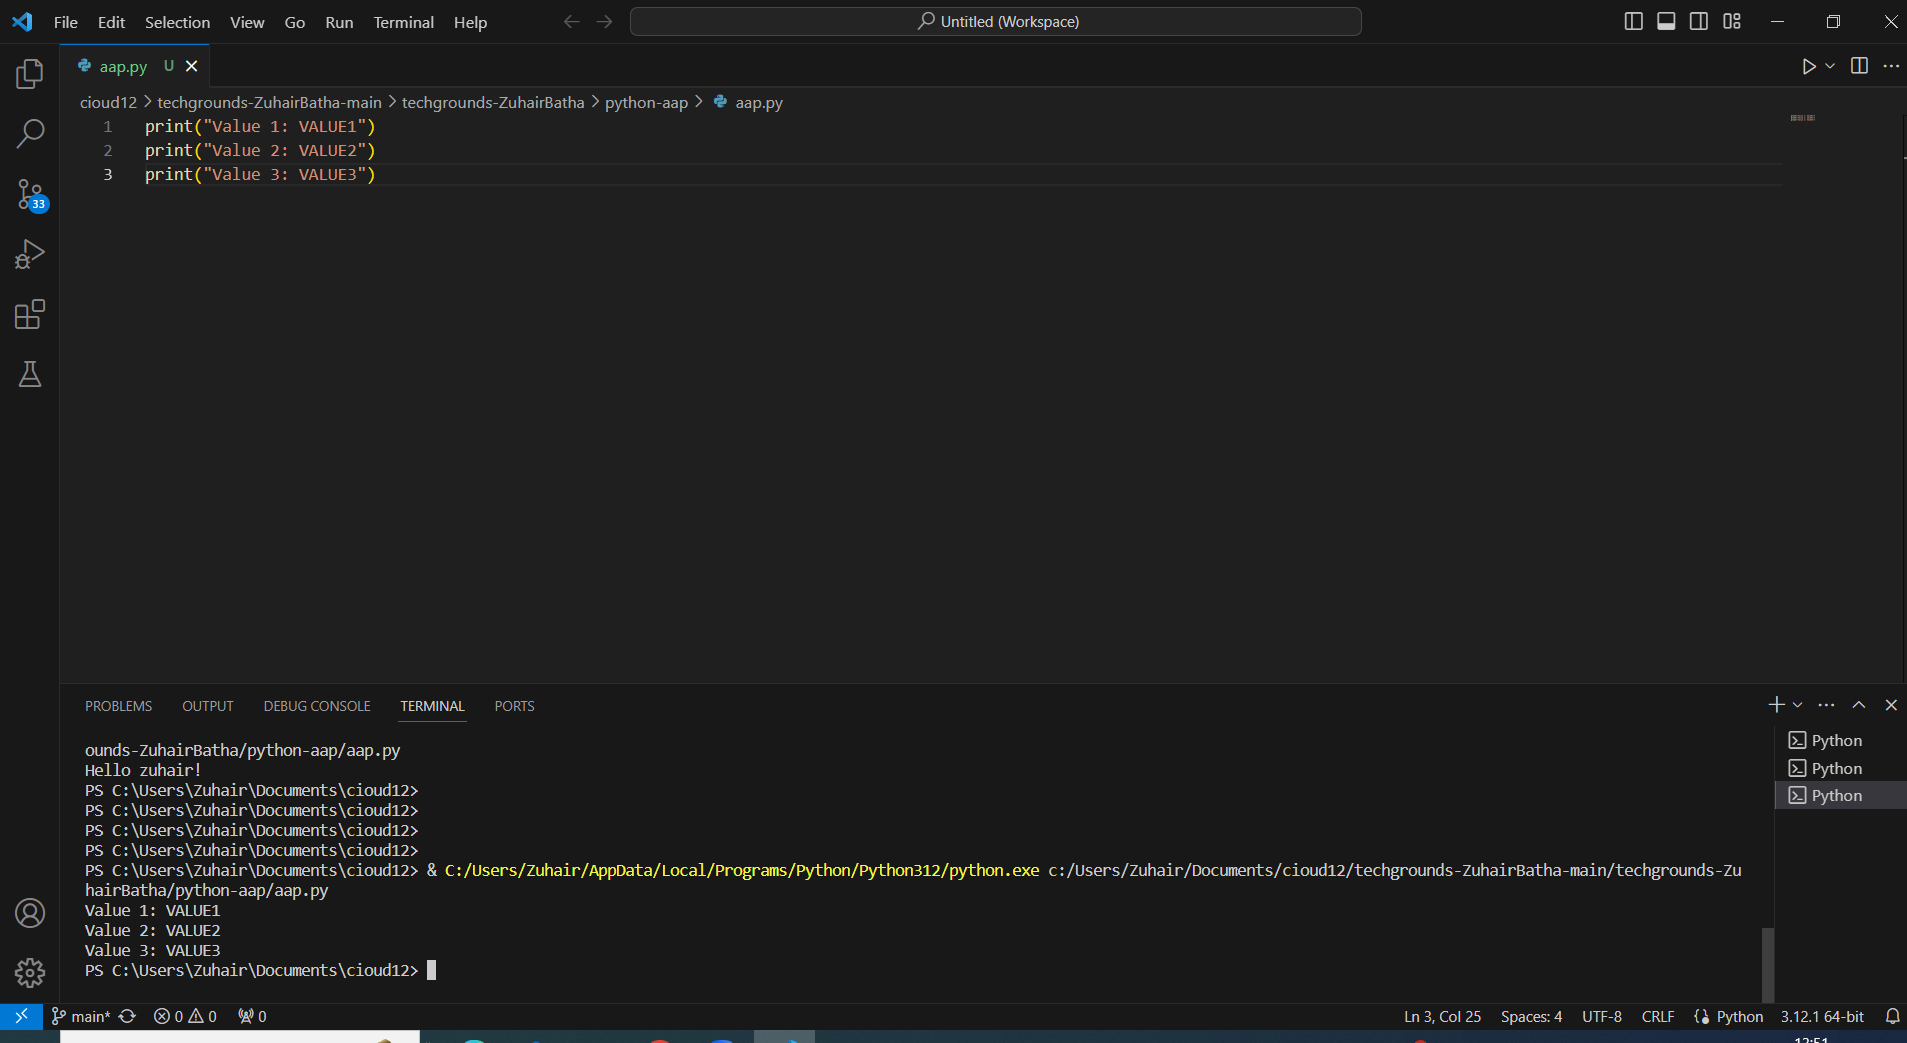 File Edit Selection View Go Run Terminal Help Untitled (Workspace)
aap.py U
cioud12 > techgrounds-ZuhairBatha-main > techgrounds-ZuhairBatha > python-aap > aap.py
1 print("Value 1: VALUE1")
2 print("Value 2: VALUE2")
3 print("Value 3: VALUE3")
33
PROBLEMS OUTPUT DEBUG CONSOLE TERMINAL PORTS
ounds-ZuhairBatha/python-aap/aap.py
Hello zuhair!
PS C:\Users\Zuhair\Documents\cioud12>
PS C:\Users\Zuhair\Documents\cioud12>
PS C:\Users\Zuhair\Documents\cioud12>
PS C:\Users\Zuhair\Documents\cioud12>
PS C:\Users\Zuhair\Documents\cioud12> & C:/Users/Zuhair/AppData/Local/Programs/Python/Python312/python.exe c:/Users/Zuhair/Documents/cioud12/techgrounds-ZuhairBatha-main/techgrounds-Zu
hairBatha/python-aap/aap.py
Value 1: VALUE1
Value 2: VALUE2
Value 3: VALUE3
PS C:\Users\Zuhair\Documents\cioud12>
Python
Python
Python
main* 0 0 0 Ln 3, Col 25 Spaces: 4 UTF-8 CRLF Python 3.12.1 64-bit